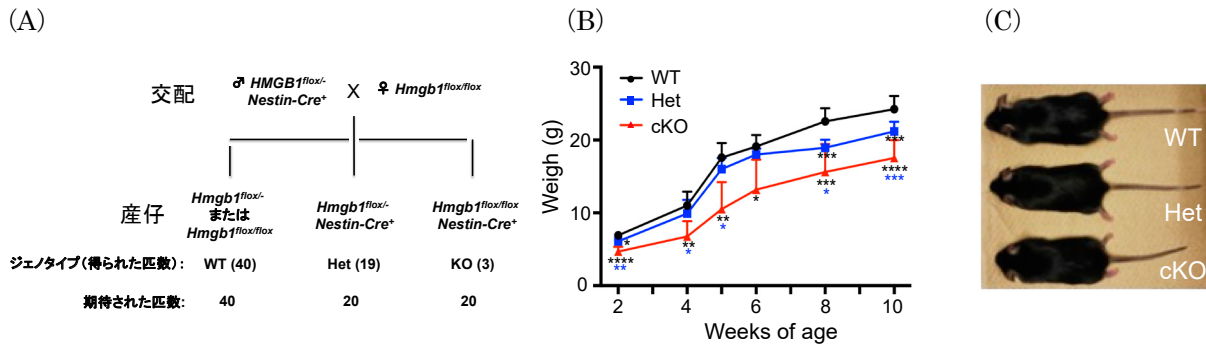 (A)
交配
♂ HMGB1flox/-
Nestin-Cre+
X
♀ Hmgb1flox/flox
産仔
Hmgb1flox/-
または
Hmgb1flox/flox
Hmgb1flox/-
Nestin-Cre+
Hmgb1flox/flox
Nestin-Cre+
ジェノタイプ(得られた匹数):
WT (40)
Het (19)
KO (3)
期待された匹数:
40
20
20
(B)
WT
Het
cKO
Weigh (g)
30
20
10
0
*
****
**
**
*
**
*
*
***
***
*
***
****
***
2
4
5
6
8
10
Weeks of age
(C)
WT
Het
cKO